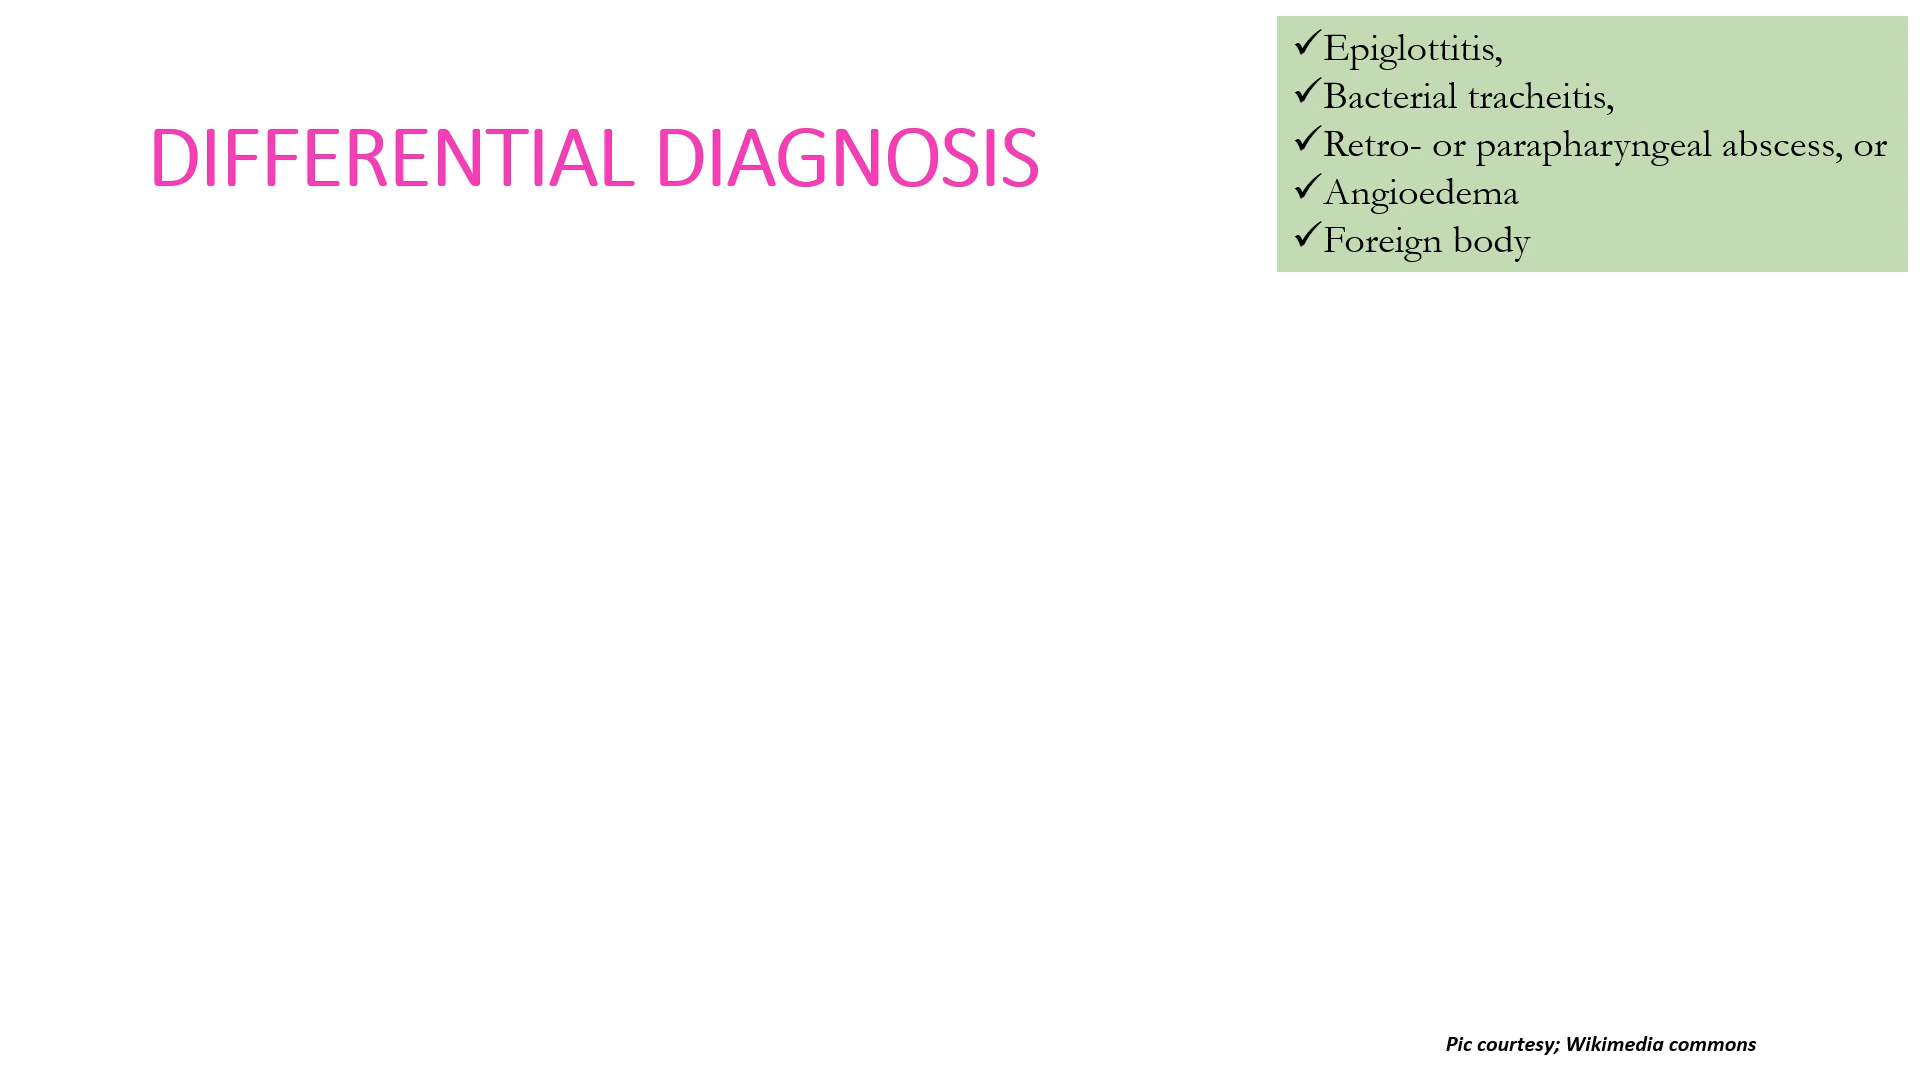 DIFFERENTIAL DIAGNOSIS
✓Epiglottitis,
✓Bacterial tracheitis,
✓Retro- or parapharyngeal abscess, or
✓Angioedema
✓Foreign body
Pic courtesy; Wikimedia commons